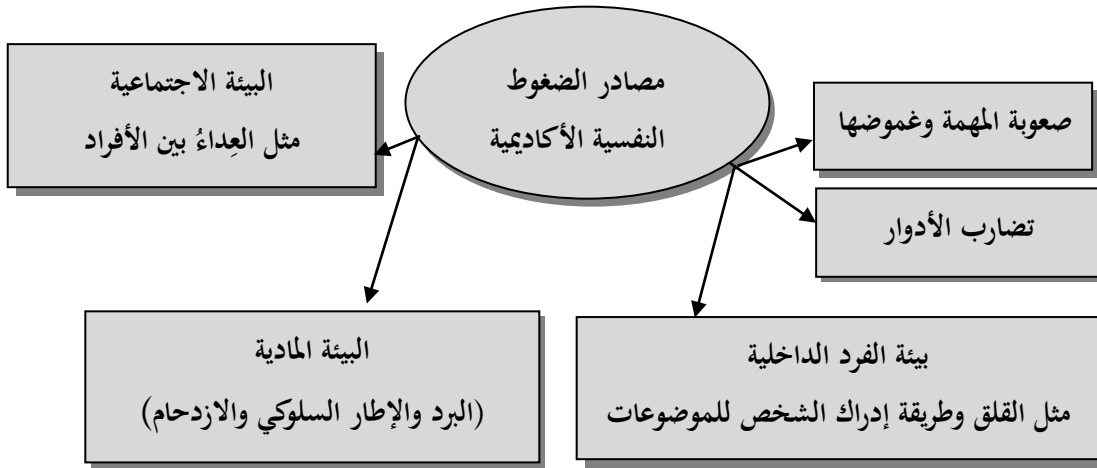 مصادر الضغوط
النفسية الأكاديمية
صعوبة المهمة وغموضها
تضارب الأدوار
البيئة الاجتماعية
مثل العِداءُ بين الأفراد
بيئة الفرد الداخلية
مثل القلق وطريقة إدراك الشخص للموضوعات
البيئة المادية
(البرد والإطار السلوكي والازدحام)